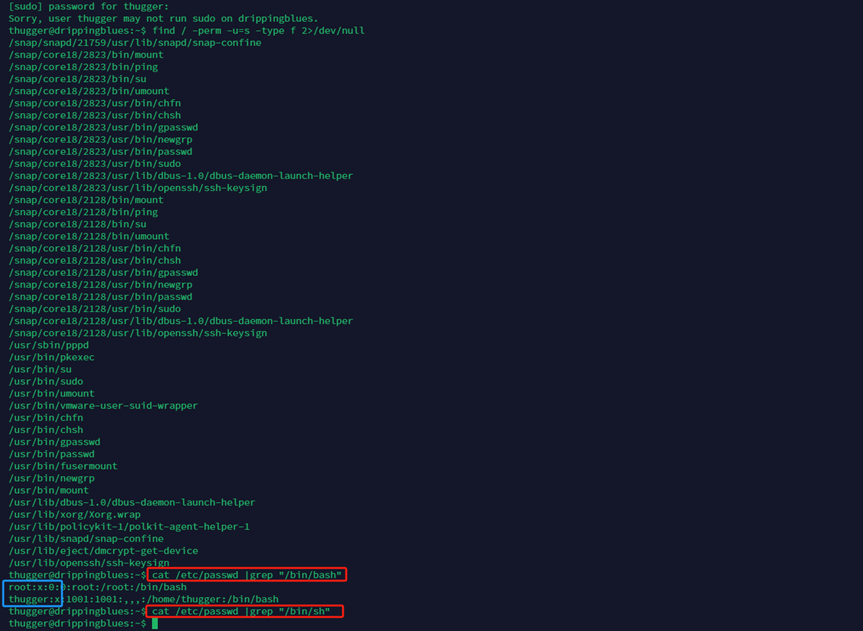 [sudo] password for thugger:
Sorry, user thugger may not run sudo on drippingblues.
thugger@drippingblues:~$ find / -perm -u=s -type f 2>/dev/null
/snap/snapd/21759/usr/lib/snapd/snap-confine
/snap/core18/2823/bin/mount
/snap/core18/2823/bin/ping
/snap/core18/2823/bin/su
/snap/core18/2823/bin/umount
/snap/core18/2823/usr/bin/chfn
/snap/core18/2823/usr/bin/chsh
/snap/core18/2823/usr/bin/gpasswd
/snap/core18/2823/usr/bin/newgrp
/snap/core18/2823/usr/bin/passwd
/snap/core18/2823/usr/bin/sudo
/snap/core18/2823/usr/lib/dbus-1.0/dbus-daemon-launch-helper
/snap/core18/2823/usr/lib/openssh/ssh-keysign
/snap/core18/2128/bin/mount
/snap/core18/2128/bin/ping
/snap/core18/2128/bin/su
/snap/core18/2128/bin/umount
/snap/core18/2128/usr/bin/chfn
/snap/core18/2128/usr/bin/chsh
/snap/core18/2128/usr/bin/gpasswd
/snap/core18/2128/usr/bin/newgrp
/snap/core18/2128/usr/bin/passwd
/snap/core18/2128/usr/bin/sudo
/snap/core18/2128/usr/lib/dbus-1.0/dbus-daemon-launch-helper
/snap/core18/2128/usr/lib/openssh/ssh-keysign
/usr/sbin/pppd
/usr/bin/pkexec
/usr/bin/su
/usr/bin/sudo
/usr/bin/umount
/usr/bin/vmware-user-suid-wrapper
/usr/bin/chfn
/usr/bin/chsh
/usr/bin/gpasswd
/usr/bin/passwd
/usr/bin/fusermount
/usr/bin/newgrp
/usr/bin/mount
/usr/lib/dbus-1.0/dbus-daemon-launch-helper
/usr/lib/xorg/Xorg.wrap
/usr/lib/policykit-1/polkit-agent-helper-1
/usr/lib/snapd/snap-confine
/usr/lib/eject/dmcrypt-get-device
/usr/lib/openssh/ssh-keysign
thugger@drippingblues:~$ cat /etc/passwd |grep "/bin/bash"
root:x:0:0:root:/root:/bin/bash
thugger:x:1001:1001:,,,:/home/thugger:/bin/bash
thugger@drippingblues:~$ cat /etc/passwd |grep "/bin/sh"
thugger@drippingblues:~$